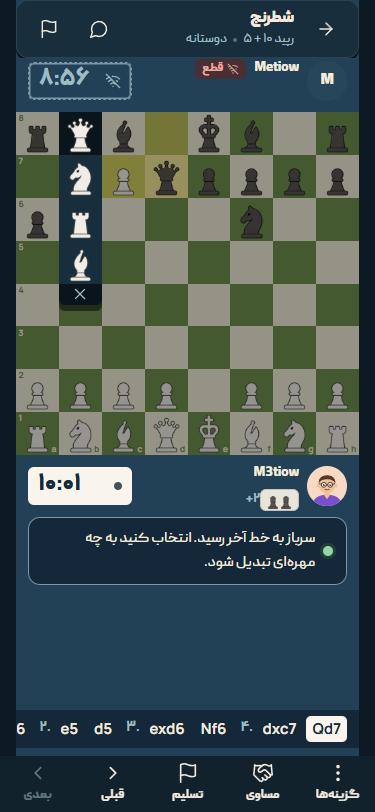 شطرنج
رپید ۱۰+۵ • دوستانه
Metiow
قطع
M
۸:۵۶
8
7
6
5
4
3
2
1
a b c d e f g h
M3tiow
+۲
۱۰:۰۱
سرباز به خط آخر رسید. انتخاب کنید به چه
مهره‌ای تبدیل شود.
6 ۲. e5 d5 ۳. exd6 Nf6 ۴. dxc7 Qd7
گزینه‌ها
مساوی
تسلیم
قبلی
بعدی